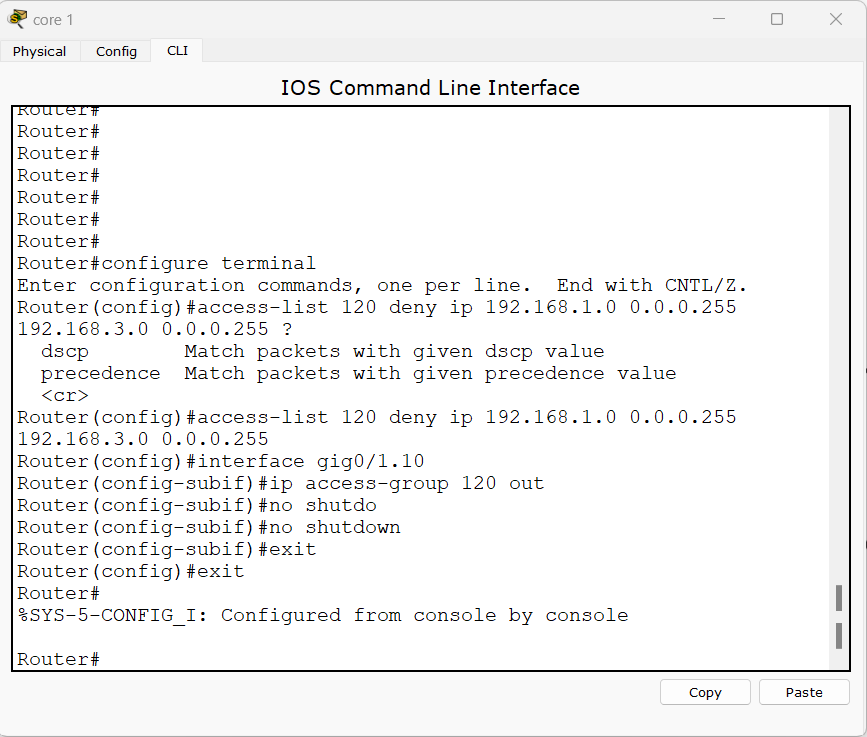 core 1
Physical Config CLI
IOS Command Line Interface
Router#
Router#
Router#
Router#
Router#
Router#
Router#
Router#configure terminal
Enter configuration commands, one per line.  End with CNTL/Z.
Router(config)#access-list 120 deny ip 192.168.1.0 0.0.0.255
192.168.3.0 0.0.0.255 ?
  dscp        Match packets with given dscp value
  precedence  Match packets with given precedence value
  <cr>
Router(config)#access-list 120 deny ip 192.168.1.0 0.0.0.255
192.168.3.0 0.0.0.255
Router(config)#interface gig0/1.10
Router(config-subif)#ip access-group 120 out
Router(config-subif)#no shutdo
Router(config-subif)#no shutdown
Router(config-subif)#exit
Router(config)#exit
Router#
%SYS-5-CONFIG_I: Configured from console by console

Router#
Copy Paste